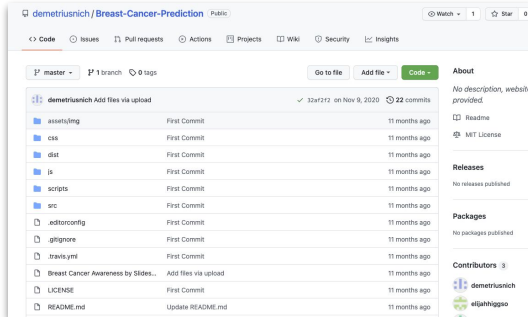 demetriusnich / Breast-Cancer-Prediction Public
Watch 1 Star 0
<> Code Issues Pull requests Actions Projects Wiki Security Insights
master 1 branch 0 tags Go to file Add file Code
About
demetriusnich Add files via upload 32af2f2 on Nov 9, 2020 22 commits
No description, website
provided.
assets/img First Commit 11 months ago
Readme
css First Commit 11 months ago
MIT License
dist First Commit 11 months ago
js First Commit 11 months ago
Releases
scripts First Commit 11 months ago
No releases published
src First Commit 11 months ago
.editorconfig First Commit 11 months ago
Packages
.gitignore First Commit 11 months ago
No packages published
.travis.yml First Commit 11 months ago
Breast Cancer Awareness by Slides... Add files via upload 11 months ago
Contributors 3
LICENSE First Commit 11 months ago
demetriusnich
README.md Update README.md 11 months ago
elijahhiggso